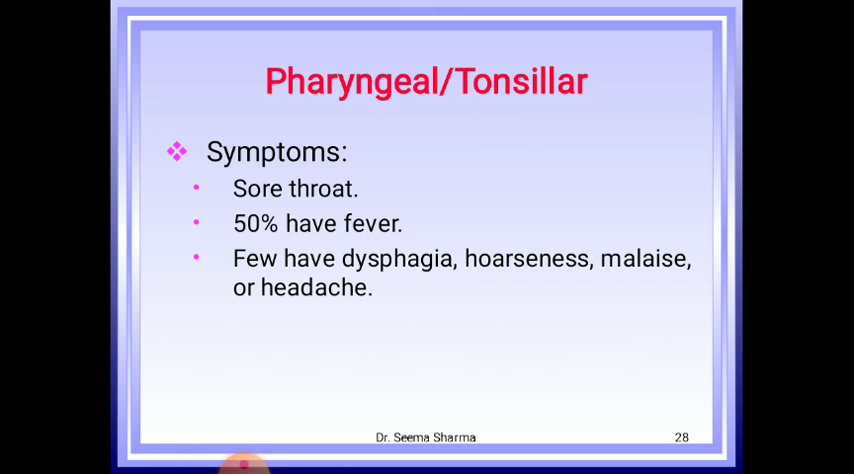 Pharyngeal/Tonsillar
❖ Symptoms:
• Sore throat.
• 50% have fever.
• Few have dysphagia, hoarseness, malaise,
or headache.
Dr. Seema Sharma 28